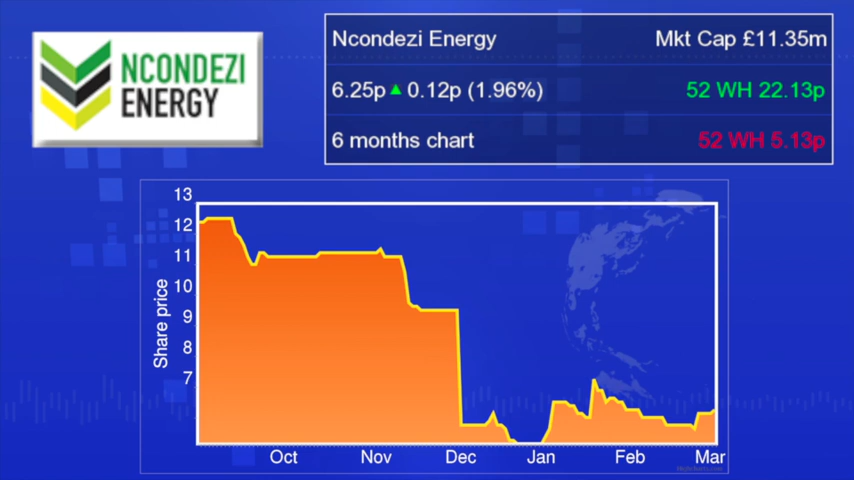 NCONDEZI
ENERGY
Ncondezi Energy Mkt Cap £11.35m
6.25p ▲ 0.12p (1.96%) 52 WH 22.13p
6 months chart 52 WH 5.13p
13
12
11
10
9
8
7
Share price
Oct Nov Dec Jan Feb Mar